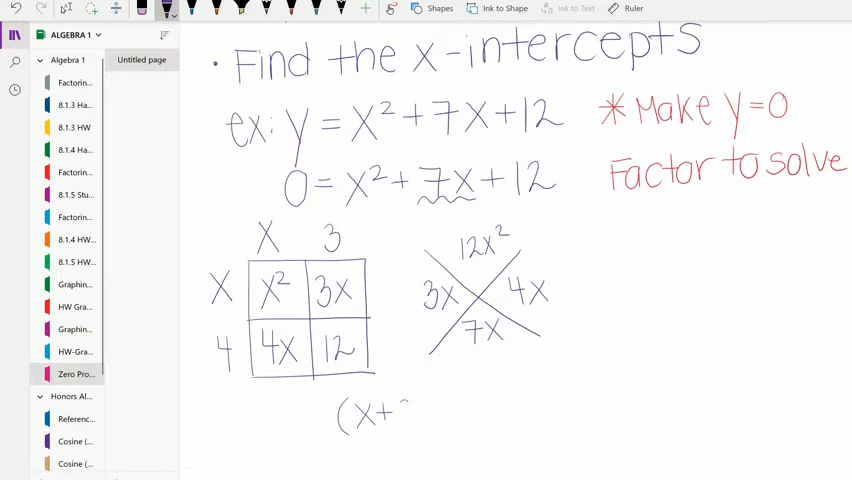 Shapes Ink to Shape Ink to Text Ruler
ALGEBRA 1
Algebra 1
Factorin...
8.1.3 Ha...
8.1.3 HW
8.1.4 Ha...
Factorin...
8.1.5 Stu...
Factorin...
8.1.4 HW...
8.1.5 HW...
Graphin...
HW Gra...
Graphin...
HW-Gra...
Zero Pro...
Honors Al...
Referenc...
Cosine (...
Cosine (...
Untitled page
• Find the x-intercepts
ex: y = x² + 7x + 12
* Make y = 0
0 = x² + 7x + 12
Factor to solve
x 3
x x² 3x
4 4x 12
12x²
3x 4x
7x
(x+